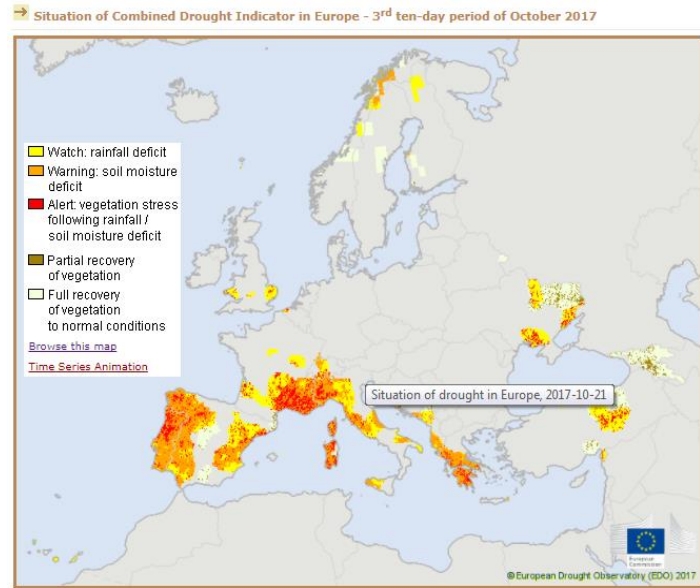 Situation of Combined Drought Indicator in Europe - 3rd ten-day period of October 2017
Watch: rainfall deficit
Warning: soil moisture
deficit
Alert: vegetation stress
following rainfall /
soil moisture deficit
Partial recovery
of vegetation
Full recovery
of vegetation
to normal conditions
Browse this map
Time Series Animation
Situation of drought in Europe, 2017-10-21
European
Commission
© European Drought Observatory (EDO) 2017